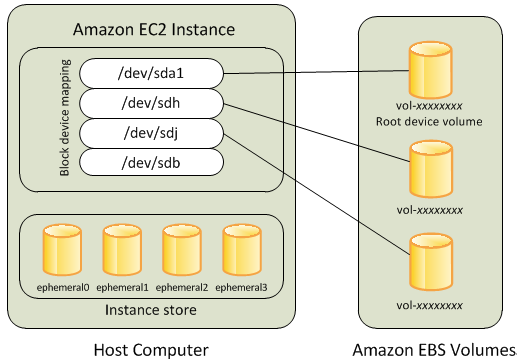 Amazon EC2 Instance
Block device mapping
/dev/sda1
/dev/sdh
/dev/sdj
/dev/sdb
ephemeral0
ephemeral1
ephemeral2
ephemeral3
Instance store
Host Computer
vol-xxxxxxxx
Root device volume
vol-xxxxxxxx
vol-xxxxxxxx
Amazon EBS Volumes